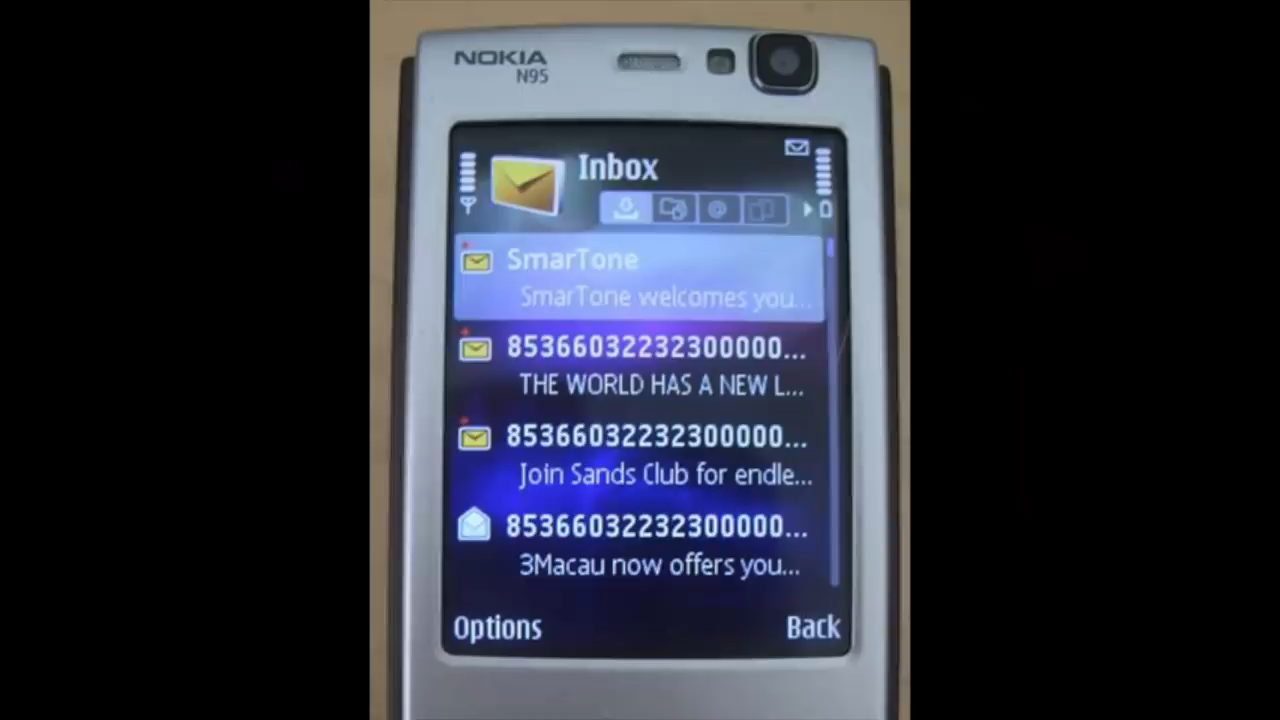 NOKIA
N95
Inbox
@
SmarTone
SmarTone welcomes you...
85366032232300000...
THE WORLD HAS A NEW L...
85366032232300000...
Join Sands Club for endle...
85366032232300000...
3Macau now offers you...
Options
Back